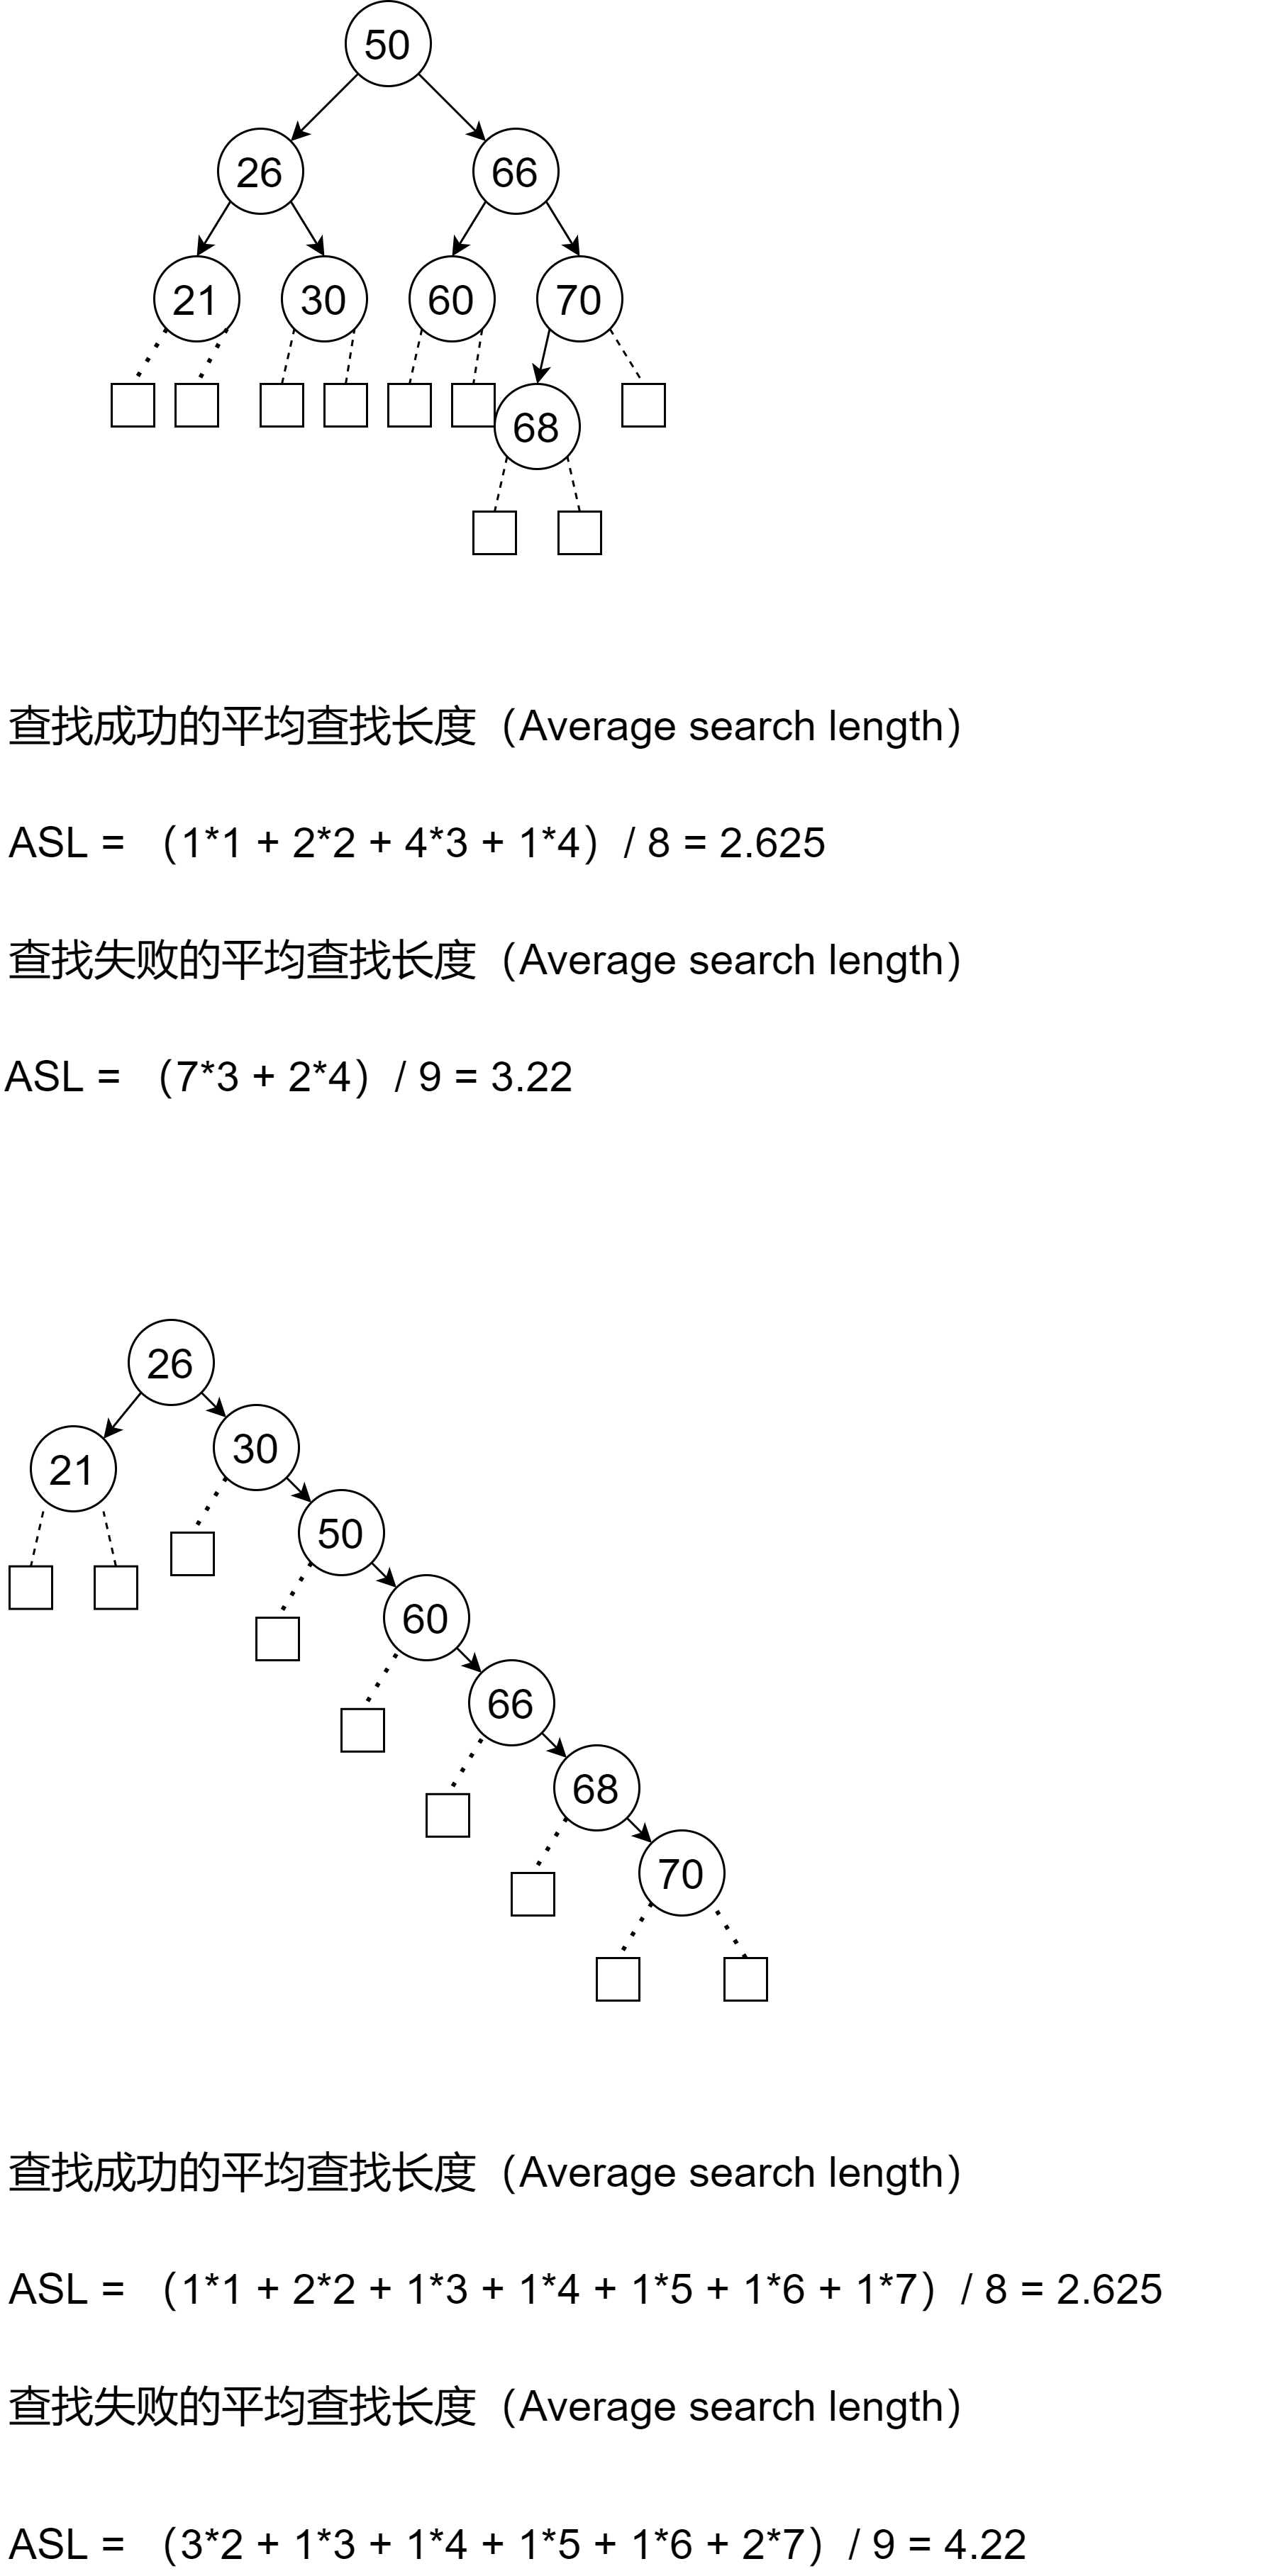 50
26 66
21 30 60 70
68
查找成功的平均查找长度（Average search length）
ASL = （1*1 + 2*2 + 4*3 + 1*4）/ 8 = 2.625
查找失败的平均查找长度（Average search length）
ASL = （7*3 + 2*4）/ 9 = 3.22
26
30
21
50
60
66
68
70
查找成功的平均查找长度（Average search length）
ASL = （1*1 + 2*2 + 1*3 + 1*4 + 1*5 + 1*6 + 1*7）/ 8 = 2.625
查找失败的平均查找长度（Average search length）
ASL = （3*2 + 1*3 + 1*4 + 1*5 + 1*6 + 2*7）/ 9 = 4.22